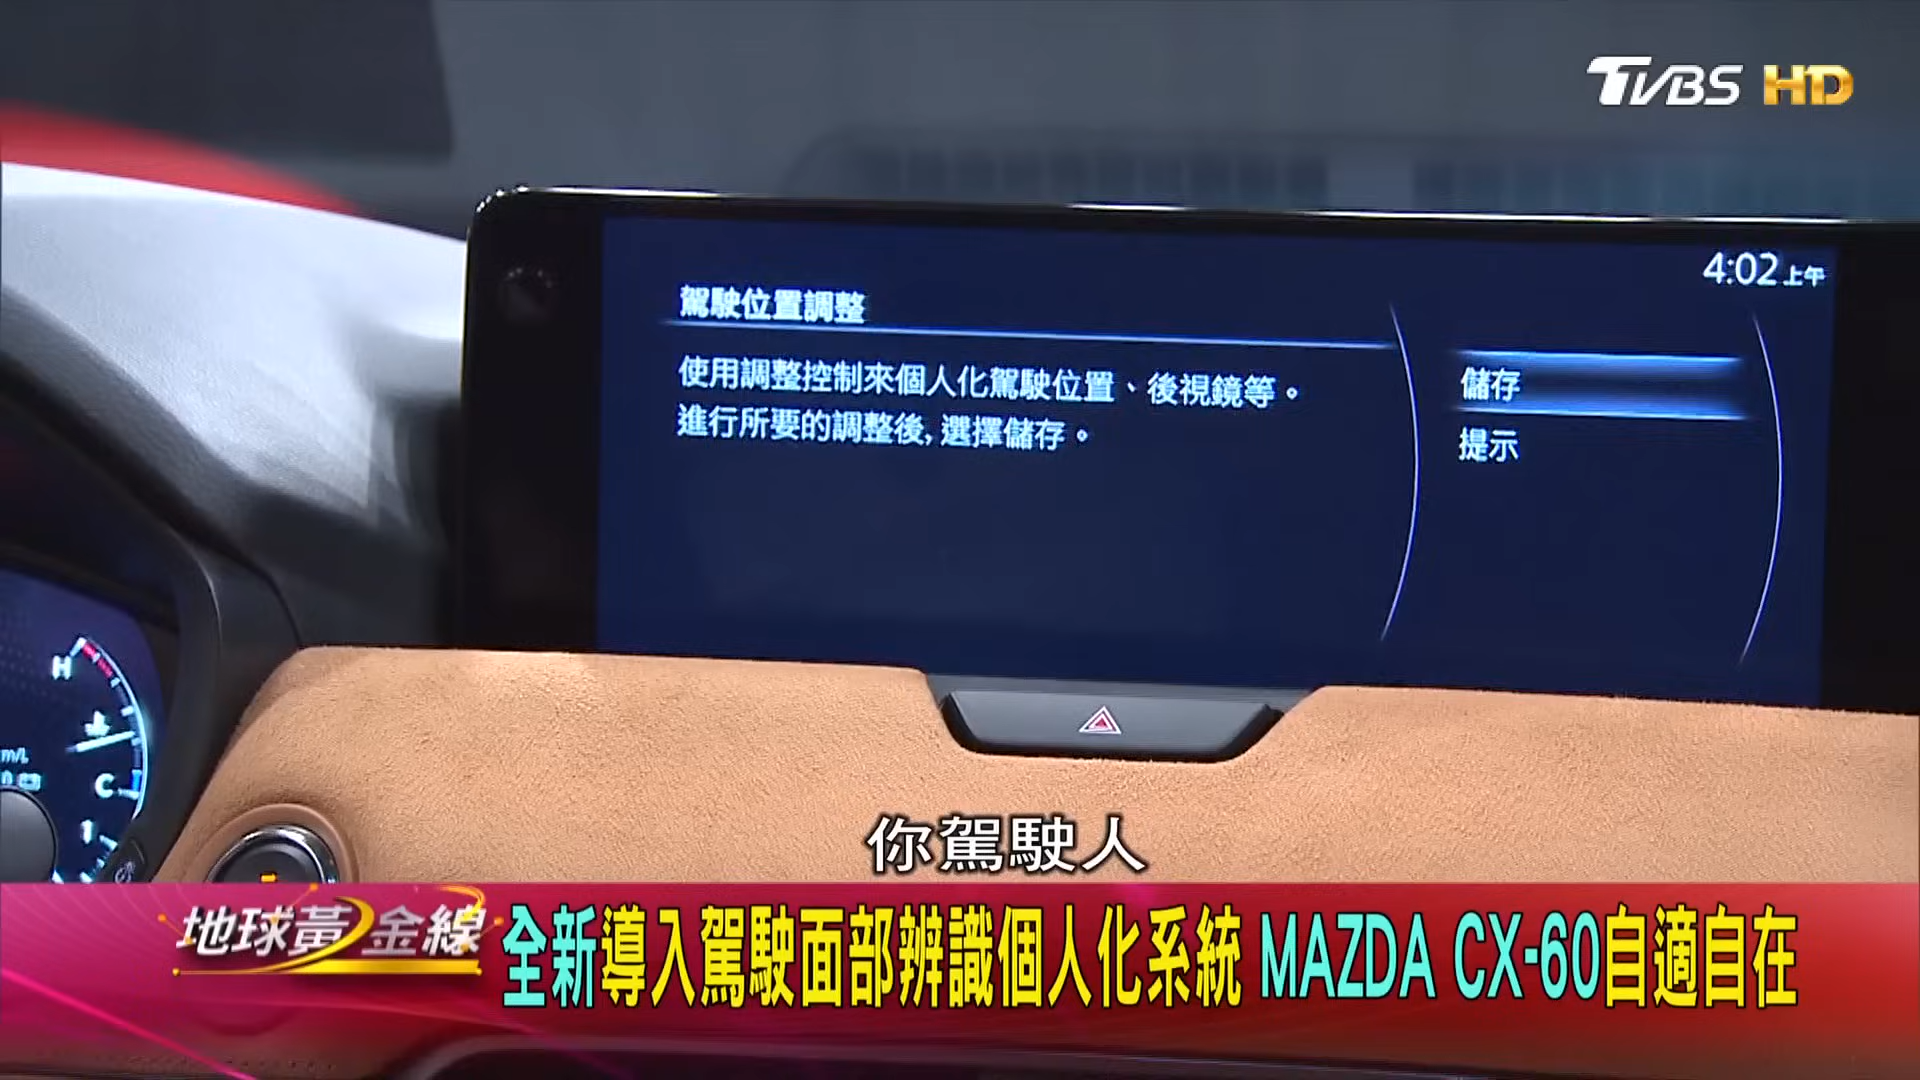 TVBS HD
4:02上午
駕駛位置調整
使用調整控制來個人化駕駛位置、後視鏡等。
進行所要的調整後,選擇儲存。
儲存
提示
H
m/L
C
你駕駛人
地球黃金線
全新導入駕駛面部辨識個人化系統 MAZDA CX-60自適自在